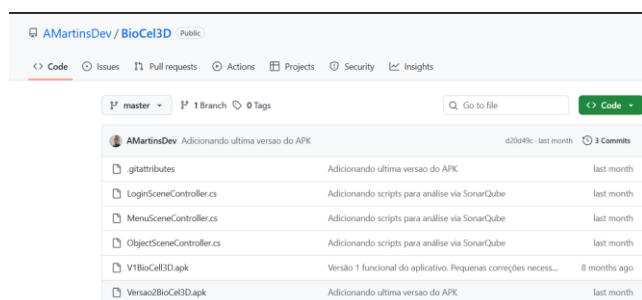 AMartinsDev / BioCel3D Public
Code Issues Pull requests Actions Projects Security Insights
master 1 Branch 0 Tags Go to file Code
AMartinsDev Adicionando ultima versao do APK d20d49c · last month 3 Commits
.gitattributes Adicionando ultima versao do APK last month
LoginSceneController.cs Adicionando scripts para análise via SonarQube last month
MenuSceneController.cs Adicionando scripts para análise via SonarQube last month
ObjectSceneController.cs Adicionando scripts para análise via SonarQube last month
V1BioCell3D.apk Versão 1 funcional do aplicativo. Pequenas correções necess... 8 months ago
Versao2BioCel3D.apk Adicionando ultima versao do APK last month